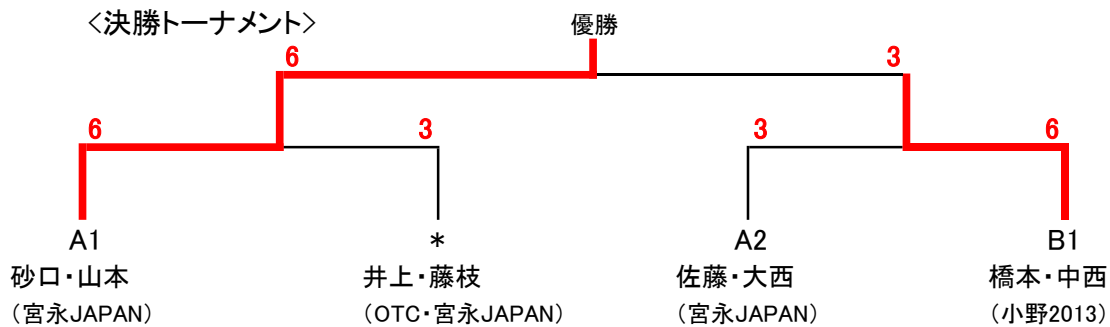 <決勝トーナメント>
優勝
6
3
6
3
3
6
A1
*
A2
B1
砂口・山本
井上・藤枝
佐藤・大西
橋本・中西
(宮永JAPAN)
(OTC・宮永JAPAN)
(宮永JAPAN)
(小野2013)